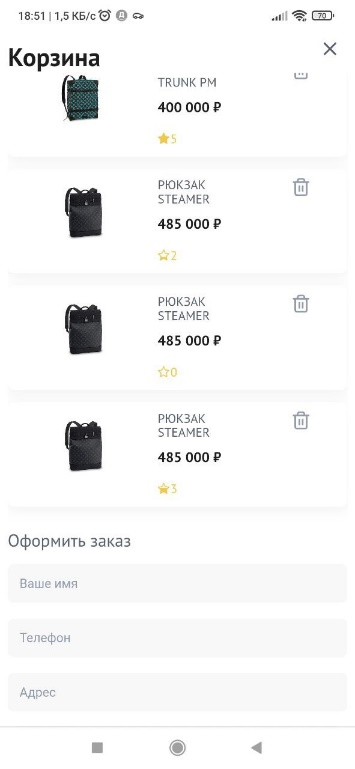 18:51 | 1,5 КБ/с
70
Корзина
TRUNK PM
400 000 ₽
5
РЮКЗАК
STEAMER
485 000 ₽
2
РЮКЗАК
STEAMER
485 000 ₽
0
РЮКЗАК
STEAMER
485 000 ₽
3
Оформить заказ
Ваше имя
Телефон
Адрес